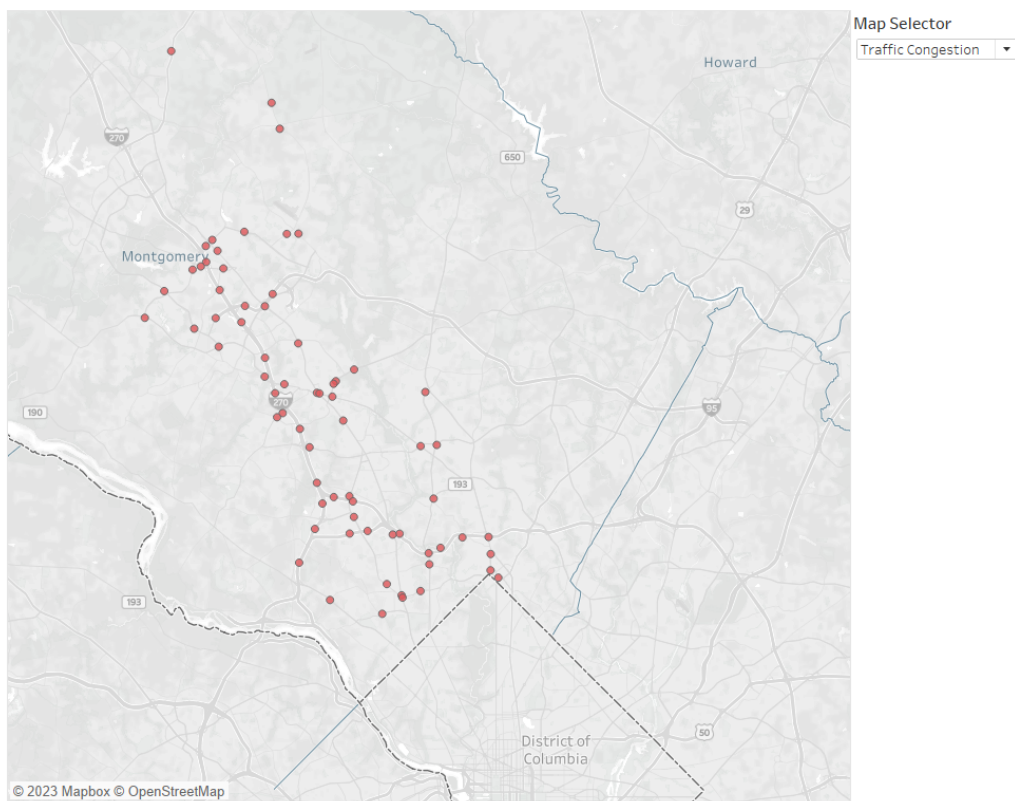 Map Selector
Traffic Congestion
Howard
270
650
29
Montgomery
270
95
190
193
193
50
District of
Columbia
© 2023 Mapbox © OpenStreetMap